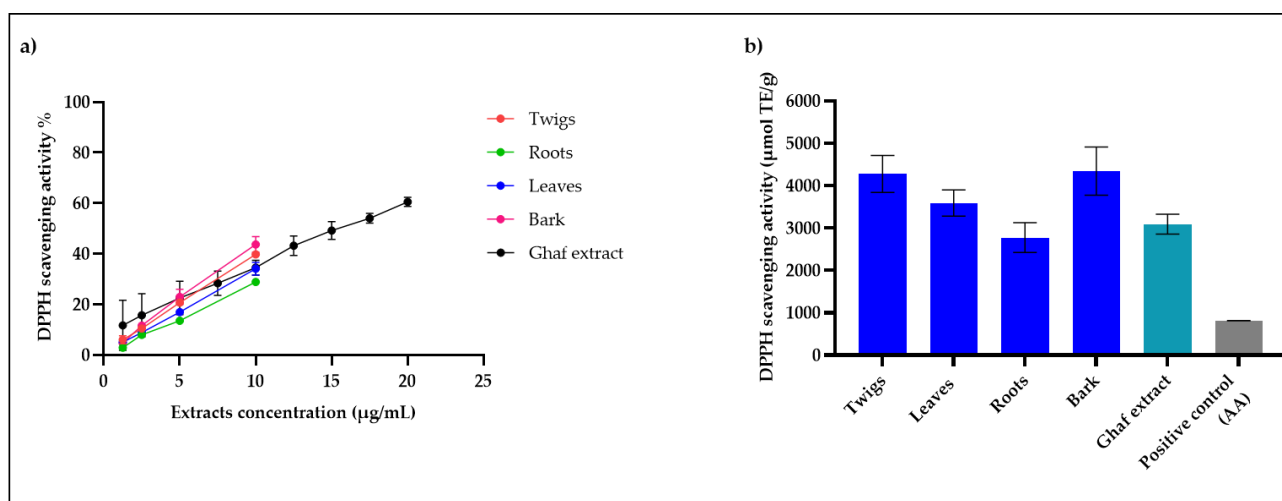 a)
DPPH scavenging activity %
100
80
60
40
20
0
0 5 10 15 20 25
Extracts concentration (µg/mL)
Twigs
Roots
Leaves
Bark
Ghaf extract
b)
DPPH scavenging activity (µmol TE/g)
6000
5000
4000
3000
2000
1000
0
Twigs
Leaves
Roots
Bark
Ghaf extract
Positive control
(AA)